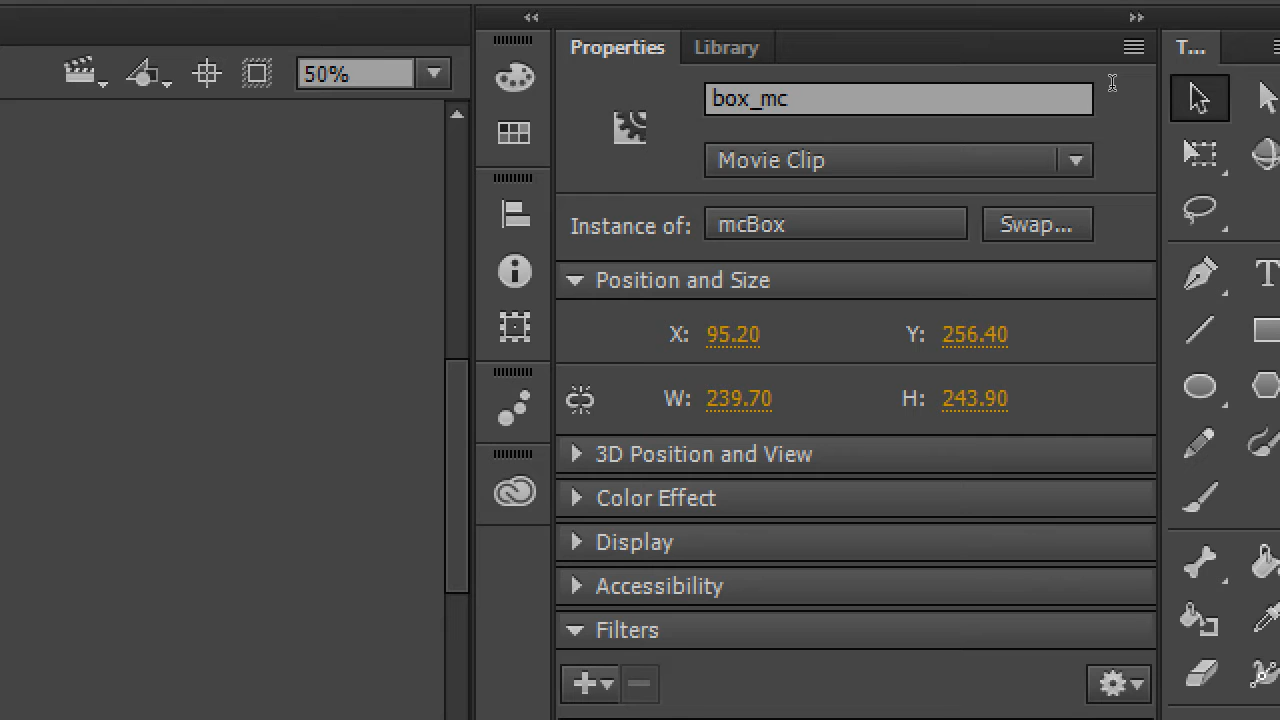 Properties
Library
T...
50%
box_mc
Movie Clip
Instance of: mcBox Swap...
Position and Size
X: 95.20 Y: 256.40
W: 239.70 H: 243.90
3D Position and View
Color Effect
Display
Accessibility
Filters